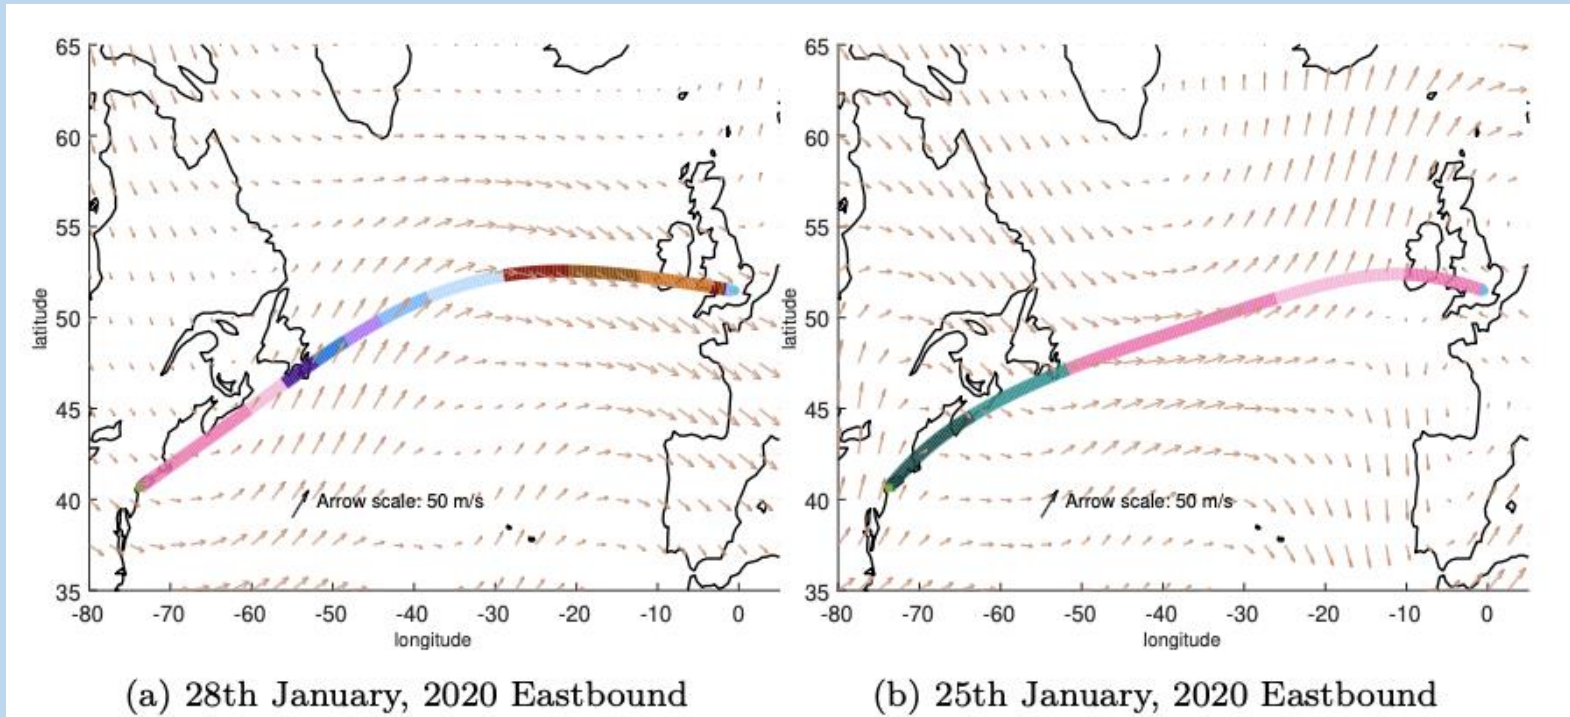 65
60
55
50
45
40
35
latitude
Arrow scale: 50 m/s
-80 -70 -60 -50 -40 -30 -20 -10 0
longitude
(a) 28th January, 2020 Eastbound
65
60
55
50
45
40
35
latitude
Arrow scale: 50 m/s
-80 -70 -60 -50 -40 -30 -20 -10 0
longitude
(b) 25th January, 2020 Eastbound